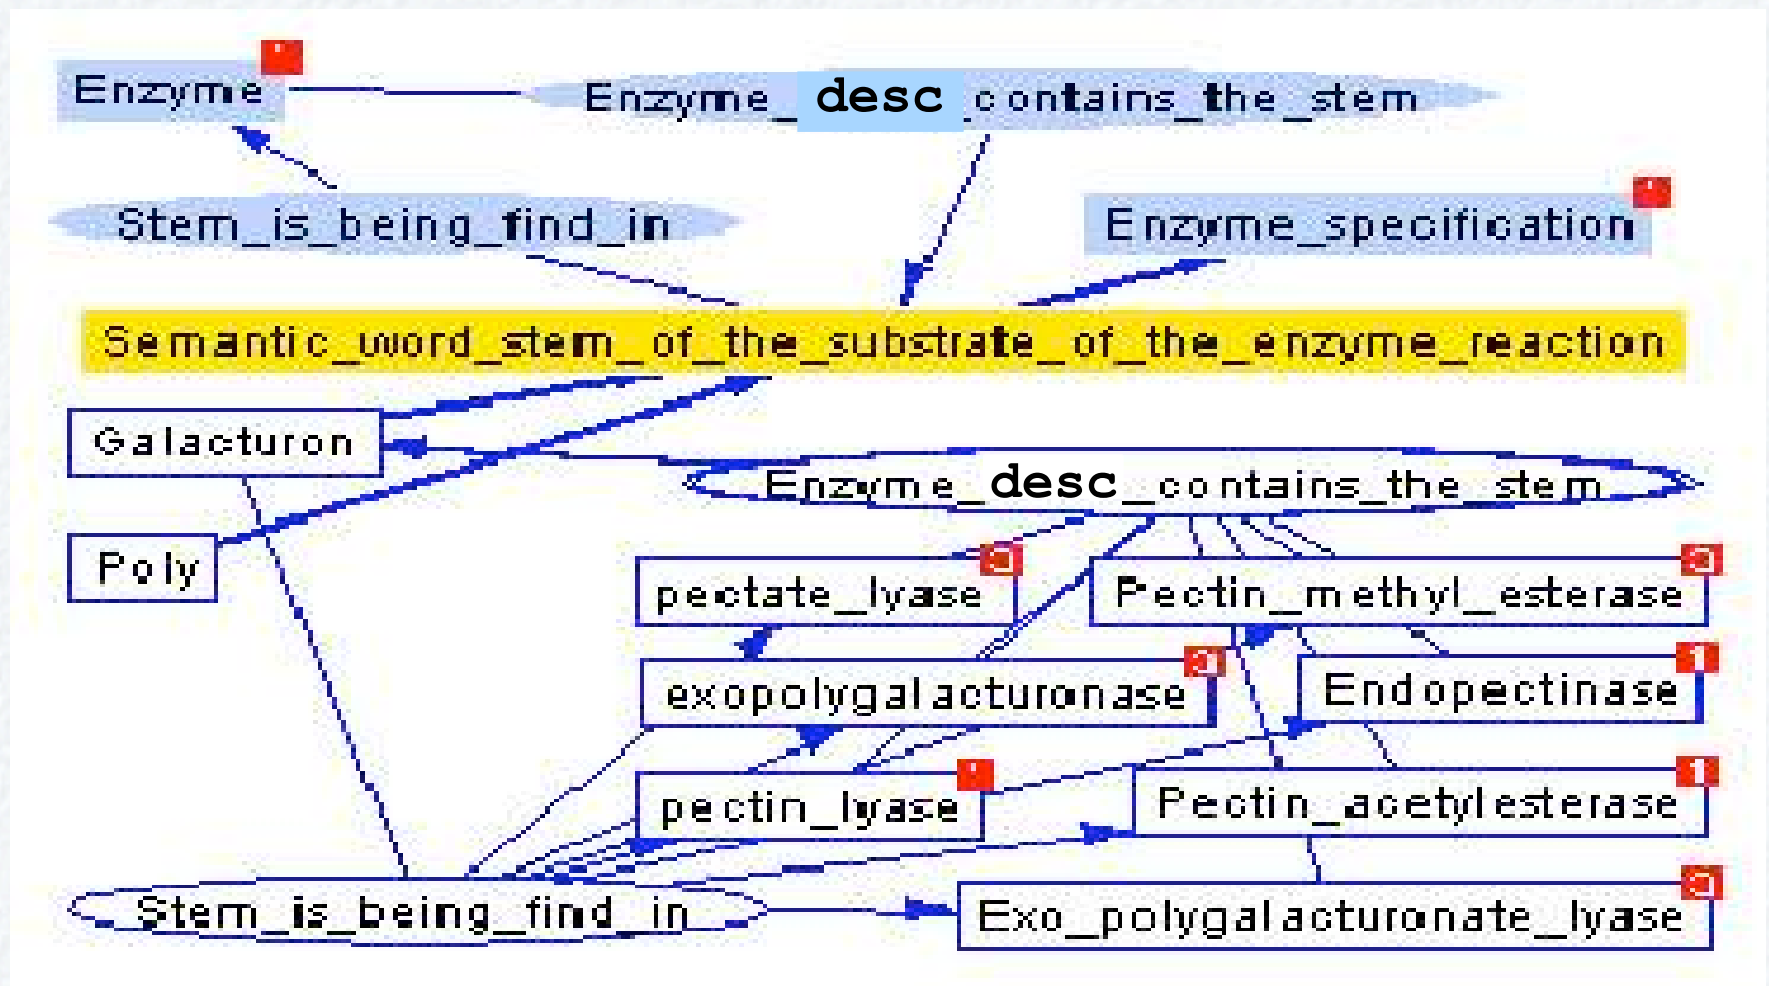 Enzyme
Enzyme_desc_contains_the_stem
Stem_is_being_find_in
Enzyme_specification
Semantic_word_stem_of_the_substrate_of_the_enzyme_reaction
Galacturon
Enzyme_desc_contains_the_stem
Poly
pectate_lyase
Pectin_methyl_esterase
exopolygalacturonase
Endopectinase
pectin_lyase
Pectin_acetylesterase
Stem_is_being_find_in
Exo_polygalacturonate_lyase